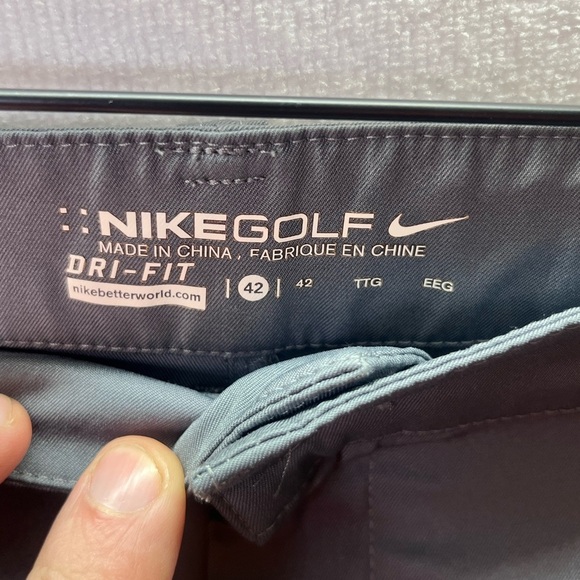 NIKEGOLF
MADE IN CHINA, FABRIQUE EN CHINE
DRI-FIT
nikebetterworld.com | 42 | 42 TTG EEG